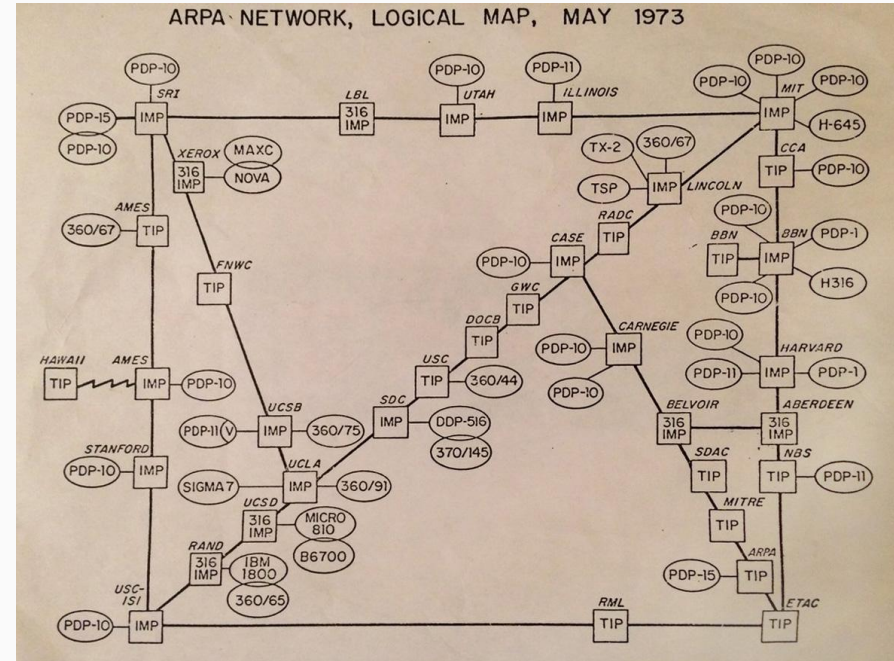 ARPA NETWORK, LOGICAL MAP, MAY 1973
PDP-10
SRI
PDP-15
IMP
PDP-10
LBL
316
IMP
PDP-10
UTAH
IMP
PDP-11
ILLINOIS
IMP
PDP-10
PDP-10
PDP-10
MIT
IMP
H-645
XEROX
316
IMP
MAXC
NOVA
TX-2
360/67
TSP
IMP
LINCOLN
CCA
TIP
PDP-10
AMES
360/67
TIP
RADC
TIP
PDP-10
BBN
TIP
BBN
IMP
PDP-1
H316
PDP-10
FNWC
TIP
CASE
PDP-10
IMP
GWC
TIP
DOCB
TIP
CARNEGIE
PDP-10
IMP
PDP-10
PDP-10
HARVARD
PDP-11
IMP
PDP-1
HAWAII
TIP
AMES
IMP
PDP-10
USC
TIP
360/44
SDC
IMP
DDP-516
370/145
UCSB
PDP-11
V
IMP
360/75
BELVOIR
316
IMP
ABERDEEN
316
IMP
STANFORD
PDP-10
IMP
UCLA
SIGMA7
IMP
360/91
SDAC
TIP
NBS
TIP
PDP-11
UCSD
316
IMP
MICRO
810
B6700
MITRE
TIP
RAND
316
IMP
IBM
1800
360/65
ARPA
PDP-15
TIP
USC-
ISI
PDP-10
IMP
RML
TIP
ETAC
TIP